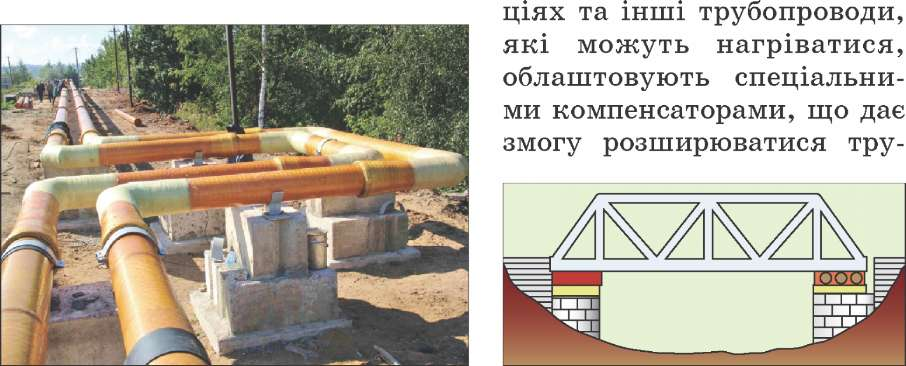 ціях та інші трубопроводи,
які можуть нагріватися,
облаштовують спеціальни-
ми компенсаторами, що дає
змогу розширюватися тру-